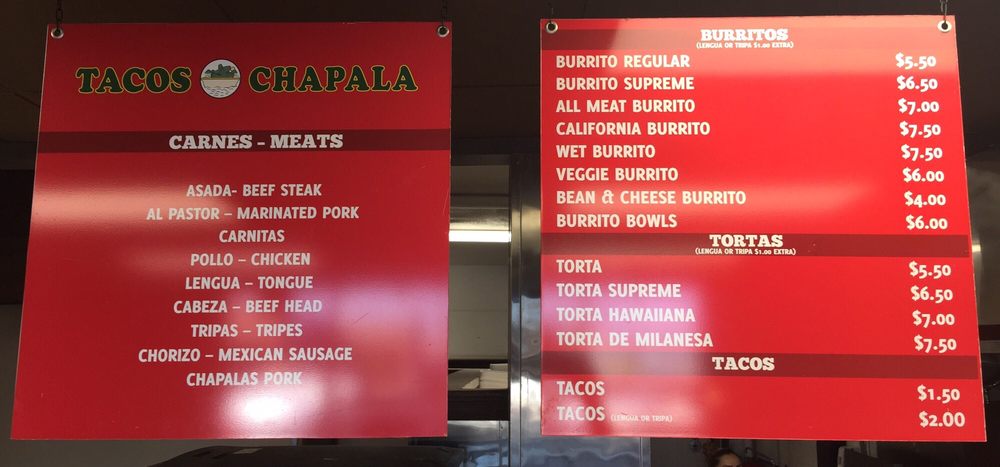 TACOS CHAPALA
CARNES - MEATS
ASADA- BEEF STEAK
AL PASTOR – MARINATED PORK
CARNITAS
POLLO – CHICKEN
LENGUA – TONGUE
CABEZA – BEEF HEAD
TRIPAS – TRIPES
CHORIZO – MEXICAN SAUSAGE
CHAPALAS PORK
BURRITOS
(LENGUA OR TRIPA $1.00 EXTRA)
BURRITO REGULAR $5.50
BURRITO SUPREME $6.50
ALL MEAT BURRITO $7.00
CALIFORNIA BURRITO $7.50
WET BURRITO $7.50
VEGGIE BURRITO $6.00
BEAN & CHEESE BURRITO $4.00
BURRITO BOWLS $6.00
TORTAS
(LENGUA OR TRIPA $1.00 EXTRA)
TORTA $5.50
TORTA SUPREME $6.50
TORTA HAWAIIANA $7.00
TORTA DE MILANESA $7.50
TACOS
TACOS $1.50
TACOS (LENGUA OR TRIPA) $2.00